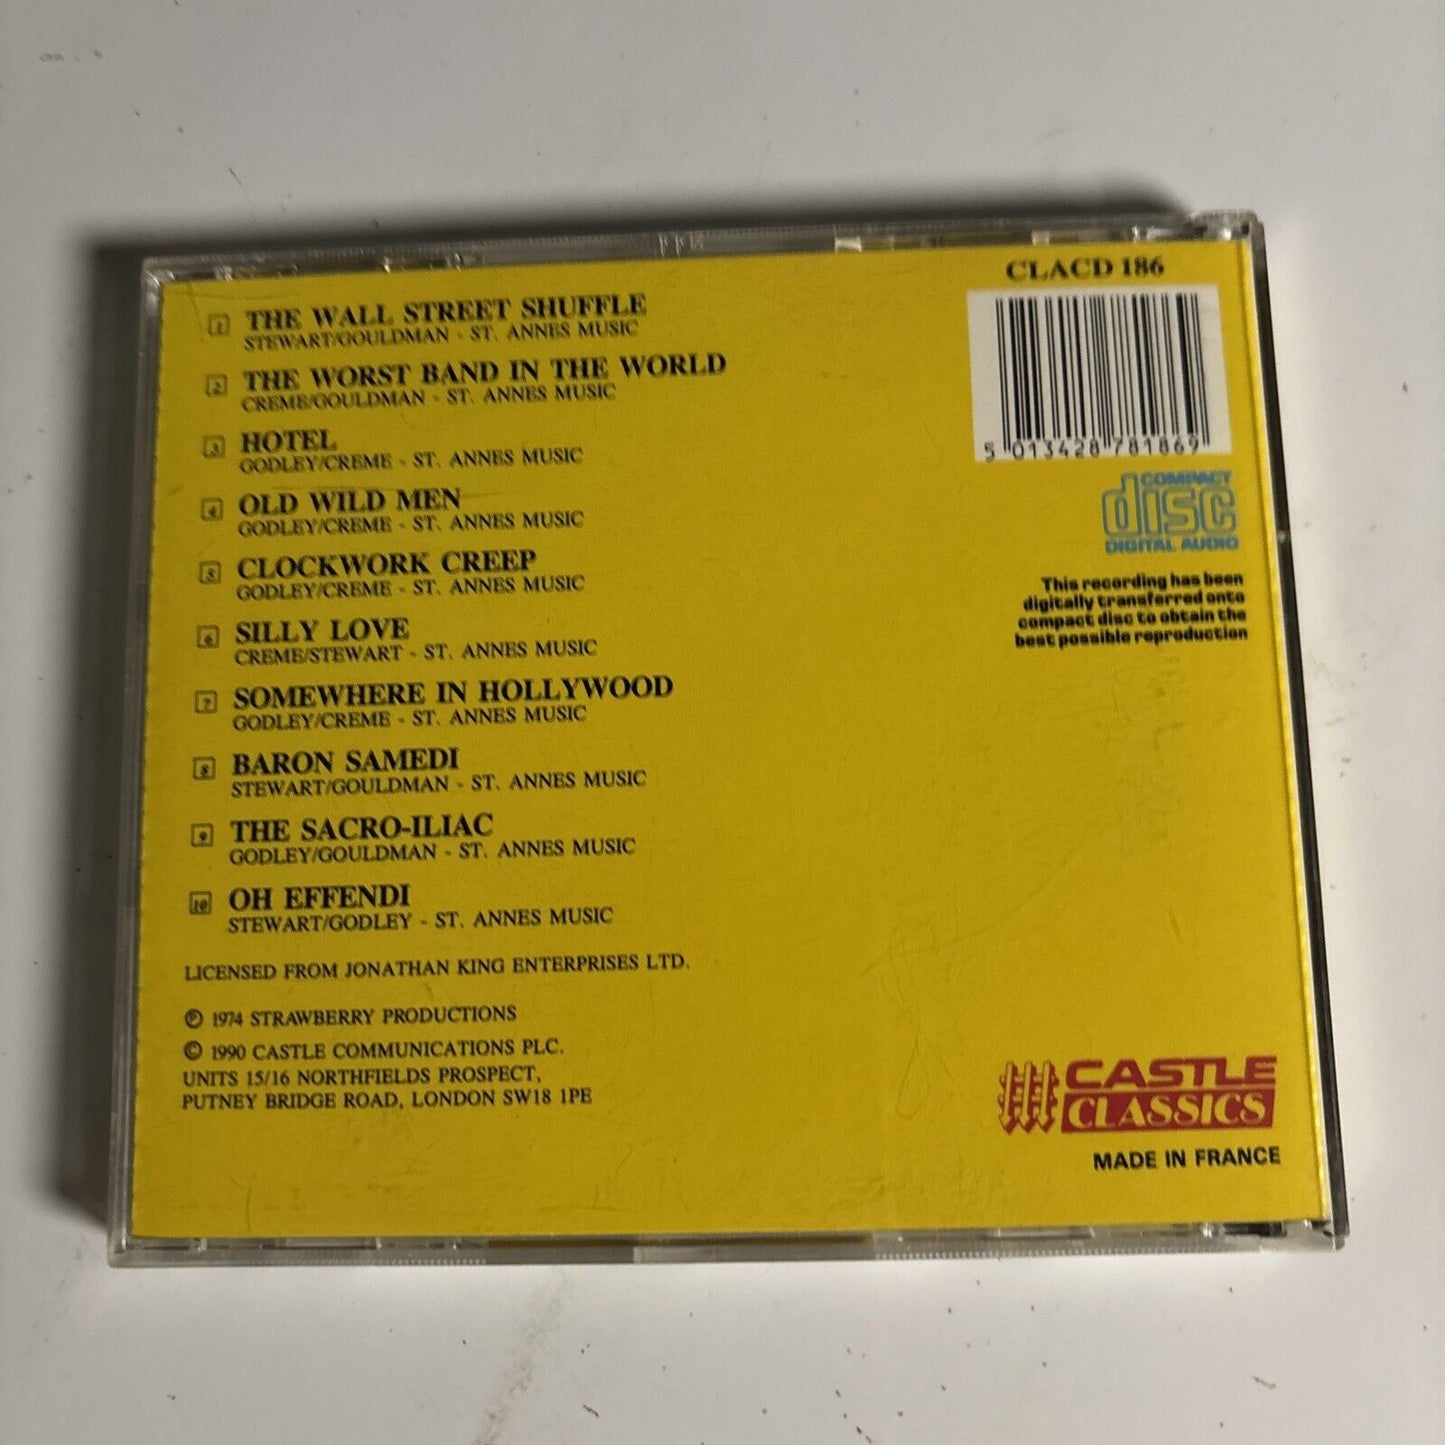 1 THE WALL STREET SHUFFLE
STEWART/GOULDMAN - ST. ANNES MUSIC
2 THE WORST BAND IN THE WORLD
CREME/GOULDMAN - ST. ANNES MUSIC
3 HOTEL
GODLEY/CREME - ST. ANNES MUSIC
4 OLD WILD MEN
GODLEY/CREME - ST. ANNES MUSIC
5 CLOCKWORK CREEP
GODLEY/CREME - ST. ANNES MUSIC
6 SILLY LOVE
CREME/STEWART - ST. ANNES MUSIC
7 SOMEWHERE IN HOLLYWOOD
GODLEY/CREME - ST. ANNES MUSIC
8 BARON SAMEDI
STEWART/GOULDMAN - ST. ANNES MUSIC
9 THE SACRO-ILIAC
GODLEY/GOULDMAN - ST. ANNES MUSIC
10 OH EFFENDI
STEWART/GODLEY - ST. ANNES MUSIC
LICENSED FROM JONATHAN KING ENTERPRISES LTD.
℗ 1974 STRAWBERRY PRODUCTIONS
© 1990 CASTLE COMMUNICATIONS PLC.
UNITS 15/16 NORTHFIELDS PROSPECT,
PUTNEY BRIDGE ROAD, LONDON SW18 1PE
CLACD 186
5 013428 781869
COMPACT
disc
DIGITAL AUDIO
This recording has been
digitally transferred onto
compact disc to obtain the
best possible reproduction
CASTLE
CLASSICS
MADE IN FRANCE